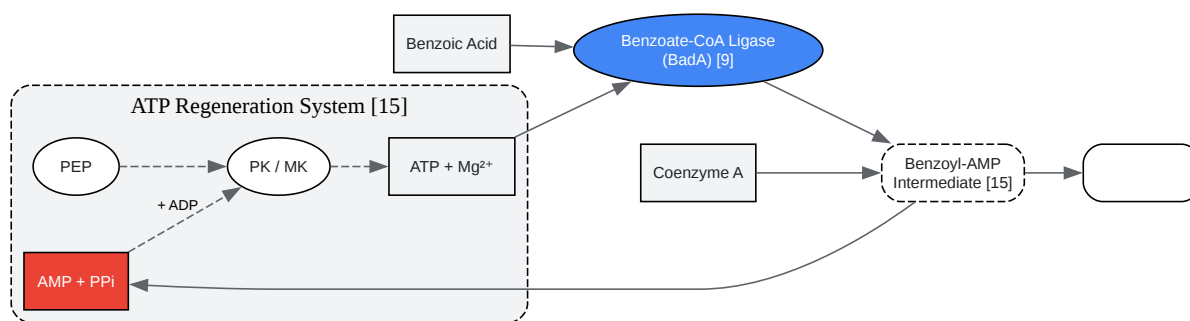 Benzoic Acid
Benzoate-CoA Ligase
(BadA) [9]
ATP Regeneration System [15]
PEP
PK / MK
ATP + Mg²⁺
Coenzyme A
Benzoyl-AMP
Intermediate [15]
+ ADP
AMP + PPi